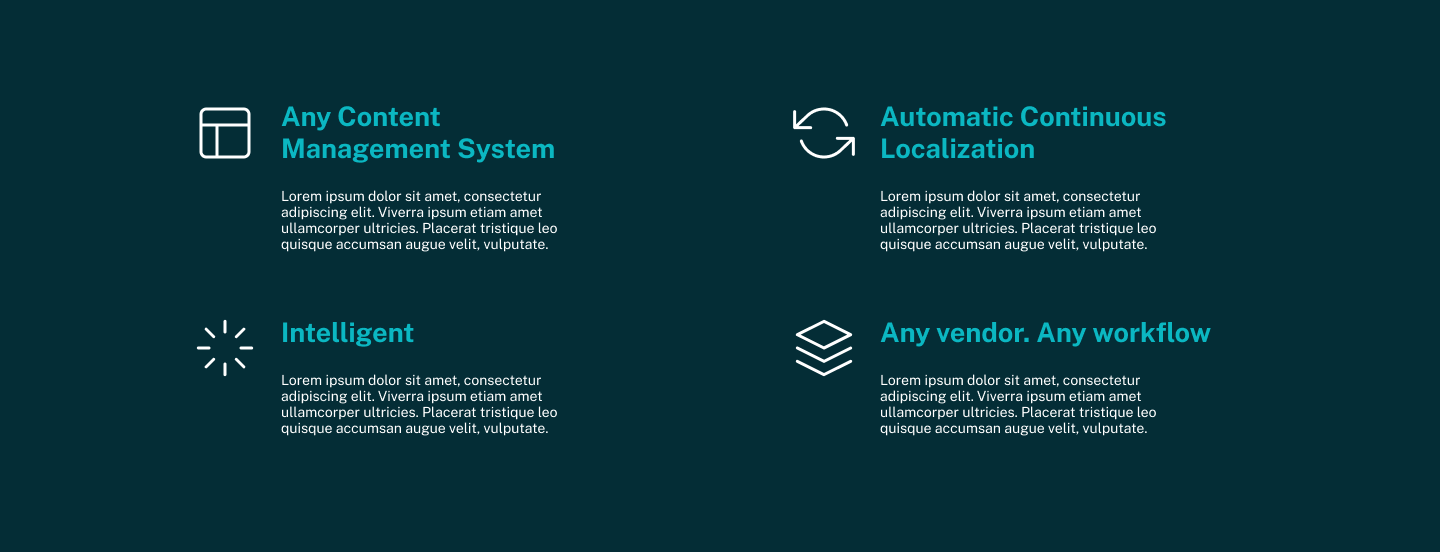 Any Content
Management System
Lorem ipsum dolor sit amet, consectetur
adipiscing elit. Viverra ipsum etiam amet
ullamcorper ultricies. Placerat tristique leo
quisque accumsan augue velit, vulputate.
Automatic Continuous
Localization
Lorem ipsum dolor sit amet, consectetur
adipiscing elit. Viverra ipsum etiam amet
ullamcorper ultricies. Placerat tristique leo
quisque accumsan augue velit, vulputate.
Intelligent
Lorem ipsum dolor sit amet, consectetur
adipiscing elit. Viverra ipsum etiam amet
ullamcorper ultricies. Placerat tristique leo
quisque accumsan augue velit, vulputate.
Any vendor. Any workflow
Lorem ipsum dolor sit amet, consectetur
adipiscing elit. Viverra ipsum etiam amet
ullamcorper ultricies. Placerat tristique leo
quisque accumsan augue velit, vulputate.